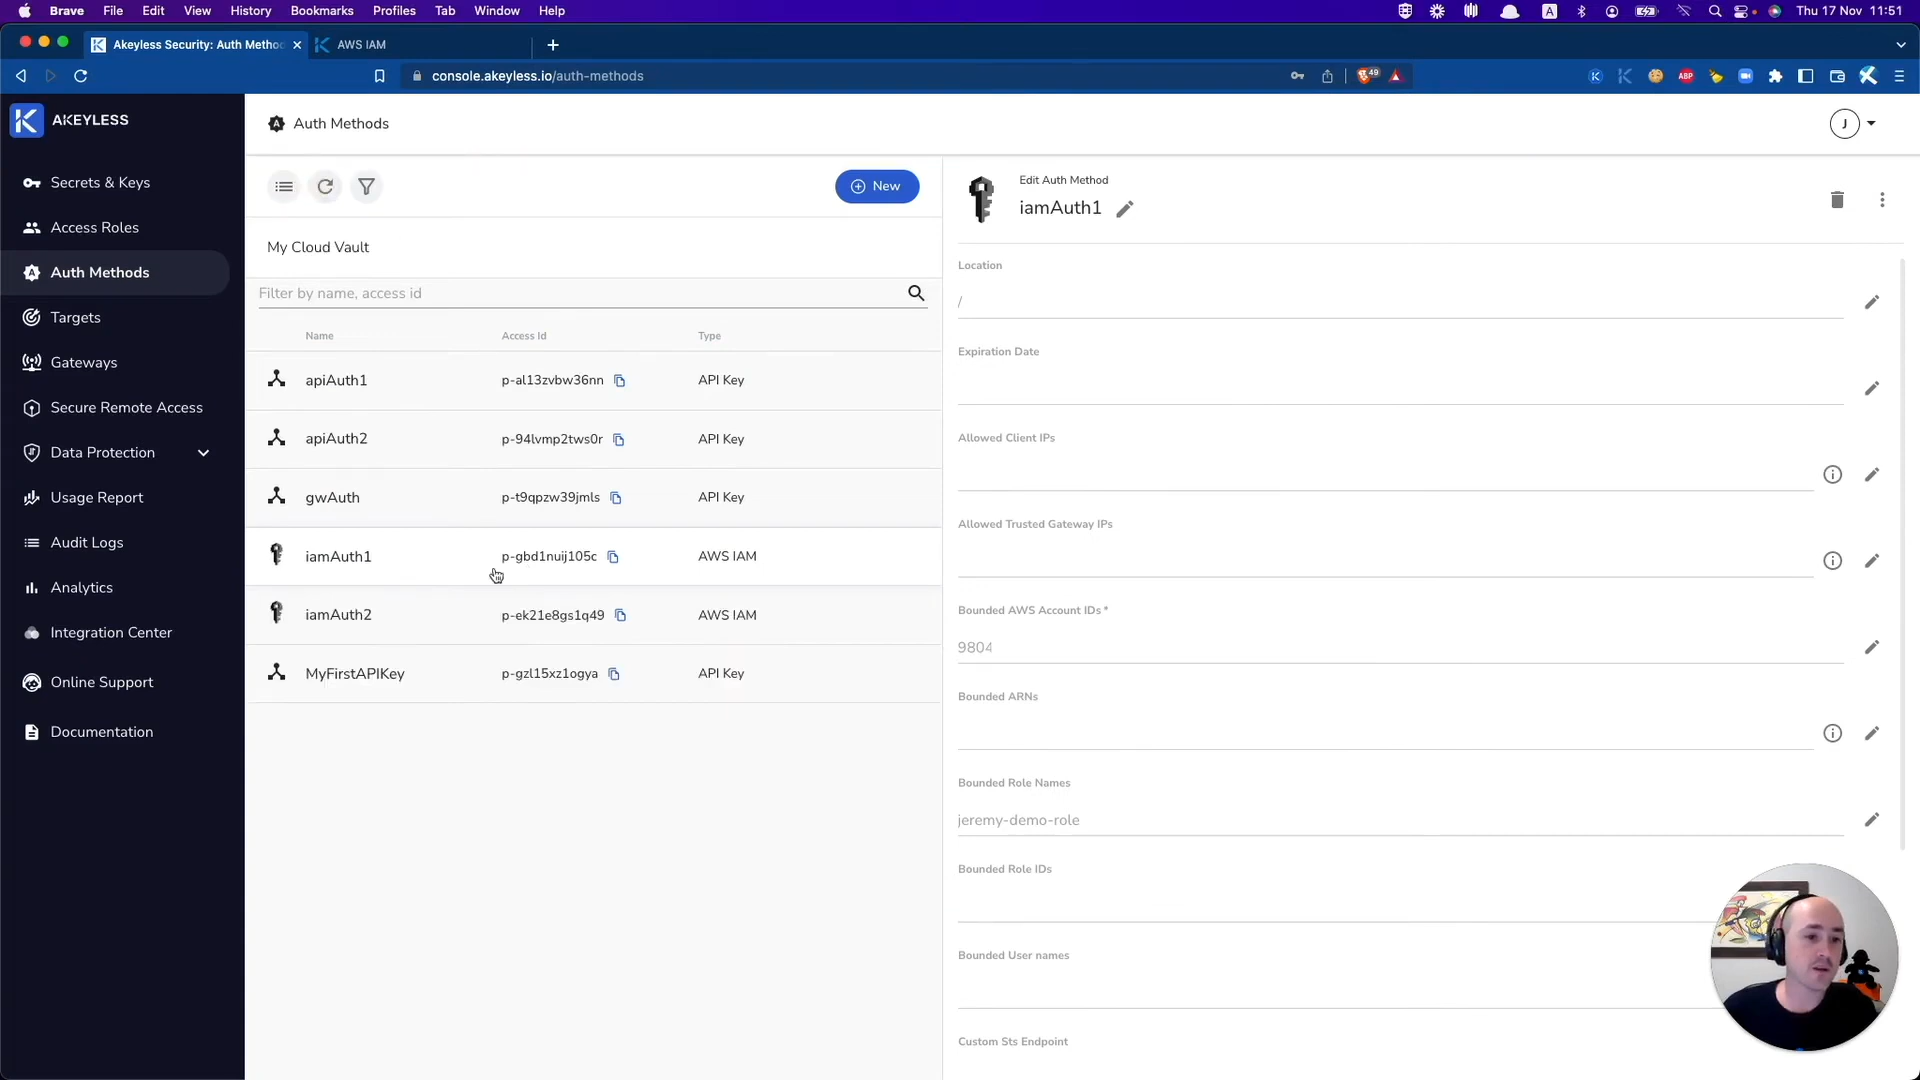 Brave File Edit View History Bookmarks Profiles Tab Window Help
Thu 17 Nov 11:51
Akeyless Security: Auth Metho
AWS IAM
console.akeyless.io/auth-methods
49
ABP
AKEYLESS
Auth Methods
J
Secrets & Keys
Access Roles
Auth Methods
Targets
Gateways
Secure Remote Access
Data Protection
Usage Report
Audit Logs
Analytics
Integration Center
Online Support
Documentation
New
My Cloud Vault
Filter by name, access id
Name Access Id Type
apiAuth1 p-al13zvbw36nn API Key
apiAuth2 p-94lvmp2tws0r API Key
gwAuth p-t9qpzw39jmls API Key
iamAuth1 p-gbd1nuij105c AWS IAM
iamAuth2 p-ek21e8gs1q49 AWS IAM
MyFirstAPIKey p-gzl15xz1ogya API Key
Edit Auth Method
iamAuth1
Location
/
Expiration Date
Allowed Client IPs
Allowed Trusted Gateway IPs
Bounded AWS Account IDs *
9804
Bounded ARNs
Bounded Role Names
jeremy-demo-role
Bounded Role IDs
Bounded User names
Custom Sts Endpoint